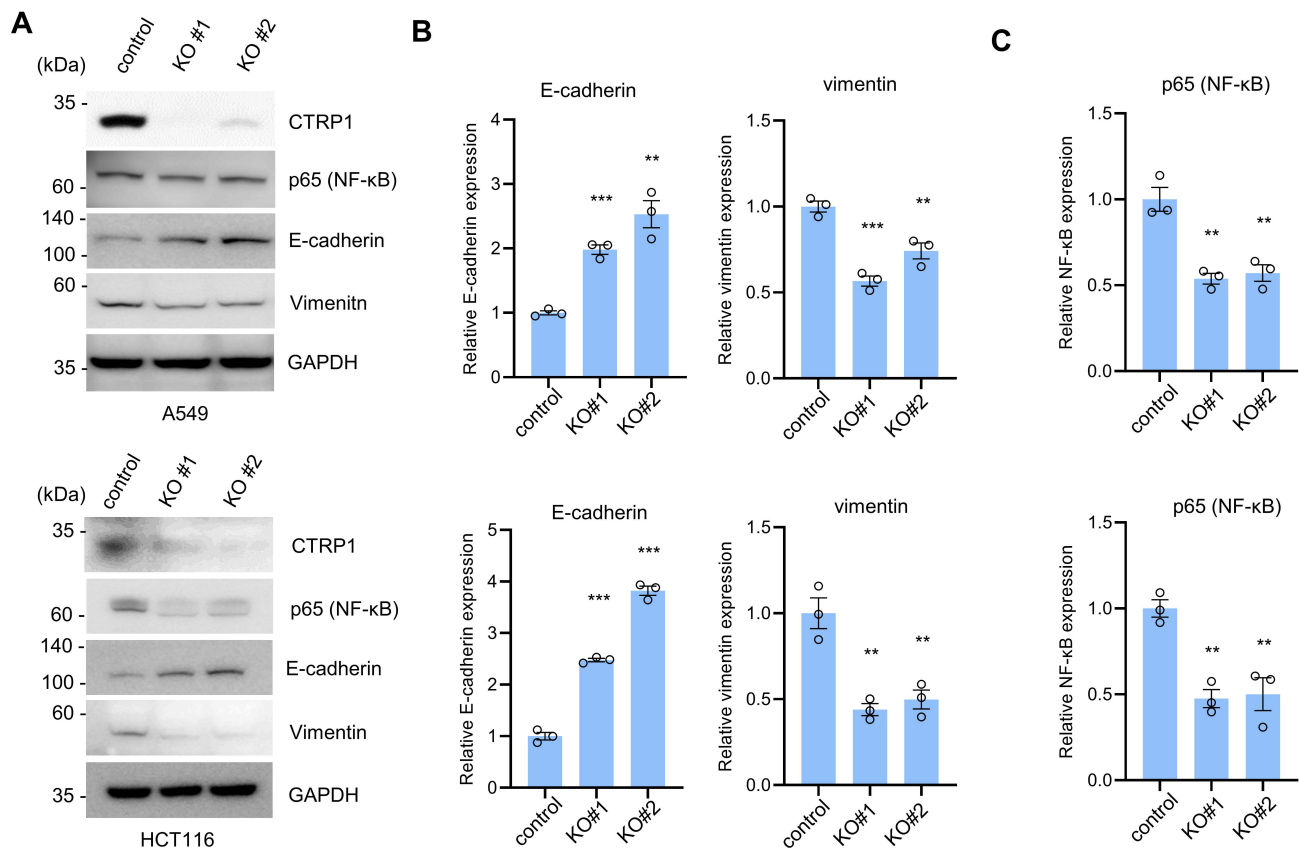 A
control
KO #1
KO #2
(kDa)
35 -
CTRP1
60 -
p65 (NF-κB)
140 -
100 -
E-cadherin
60 -
Vimenitn
35 -
GAPDH
A549
control
KO #1
KO #2
(kDa)
35 -
CTRP1
60 -
p65 (NF-κB)
140 -
100 -
E-cadherin
60 -
Vimentin
35 -
GAPDH
HCT116
B
E-cadherin
Relative E-cadherin expression
4
3
2
1
0
***
**
control
KO#1
KO#2
vimentin
Relative vimentin expression
1.5
1.0
0.5
0.0
***
**
control
KO#1
KO#2
E-cadherin
Relative E-cadherin expression
5
4
3
2
1
0
***
***
control
KO#1
KO#2
vimentin
Relative vimentin expression
1.5
1.0
0.5
0.0
**
**
control
KO#1
KO#2
C
p65 (NF-κB)
Relative NF-κB expression
1.5
1.0
0.5
0.0
**
**
control
KO#1
KO#2
p65 (NF-κB)
Relative NF-κB expression
1.5
1.0
0.5
0.0
**
**
control
KO#1
KO#2